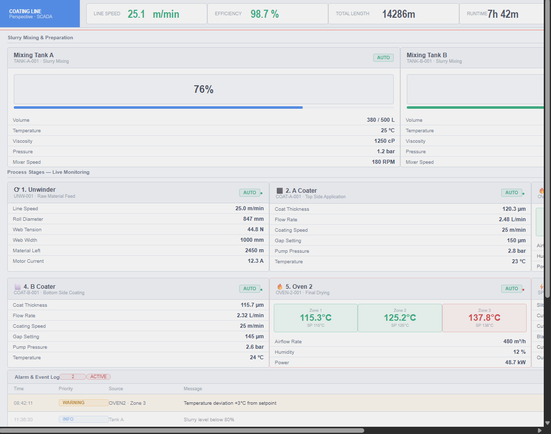 COATING LINE
Perspective · SCADA
LINE SPEED 25.1 m/min
EFFICIENCY 98.7 %
TOTAL LENGTH 14286m
RUNTIME 7h 42m
Slurry Mixing & Preparation
Mixing Tank A
TANK-A-001 · Slurry Mixing
AUTO
76%
Volume 380 / 500 L
Temperature 25 °C
Viscosity 1250 cP
Pressure 1.2 bar
Mixer Speed 180 RPM
Mixing Tank B
TANK-B-001 · Slurry Mixing
Volume
Temperature
Viscosity
Pressure
Mixer Speed
Process Stages — Live Monitoring
1. Unwinder
UNW-001 · Raw Material Feed
AUTO
Line Speed 25.0 m/min
Roll Diameter 847 mm
Web Tension 44.8 N
Web Width 1000 mm
Material Left 2450 m
Motor Current 12.3 A
2. A Coater
COAT-A-001 · Top Side Application
AUTO
Coat Thickness 120.3 μm
Flow Rate 2.48 L/min
Coating Speed 25 m/min
Gap Setting 150 μm
Pump Pressure 2.8 bar
Temperature 23 °C
4. B Coater
COAT-B-001 · Bottom Side Coating
AUTO
Coat Thickness 115.7 μm
Flow Rate 2.32 L/min
Coating Speed 25 m/min
Gap Setting 145 μm
Pump Pressure 2.6 bar
Temperature 24 °C
5. Oven 2
OVEN-2-001 · Final Drying
AUTO
Zone 1
115.3°C
Zone 2
125.2°C
Zone 3
137.8°C
Airflow Rate 480 m³/h
Humidity 12 %
Power 48.7 kW
Alarm & Event Log
ACTIVE
Time Priority Source Message
WARNING OVEN2 · Zone 3 Temperature deviation +3°C from setpoint
INFO Tank A Slurry level below 20%